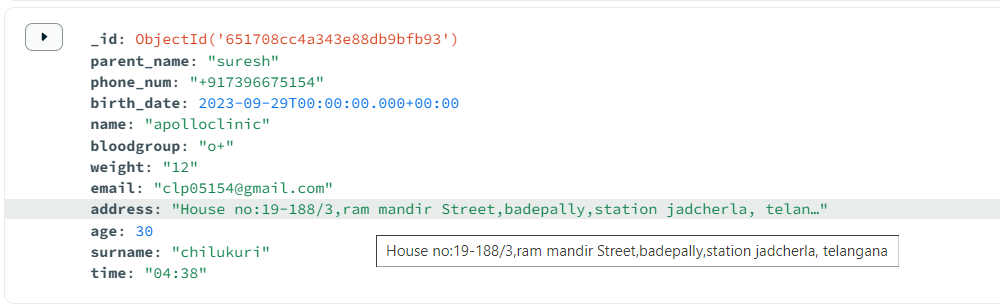 _id: ObjectId('651708cc4a343e88db9bfb93')
parent_name: "suresh"
phone_num: "+917396675154"
birth_date: 2023-09-29T00:00:00.000+00:00
name: "apolloclinic"
bloodgroup: "o+"
weight: "12"
email: "clp05154@gmail.com"
address: "House no:19-188/3,ram mandir Street,badepally,station jadcherla, telan…"
age: 30
surname: "chilukuri"
House no:19-188/3,ram mandir Street,badepally,station jadcherla, telangana
time: "04:38"